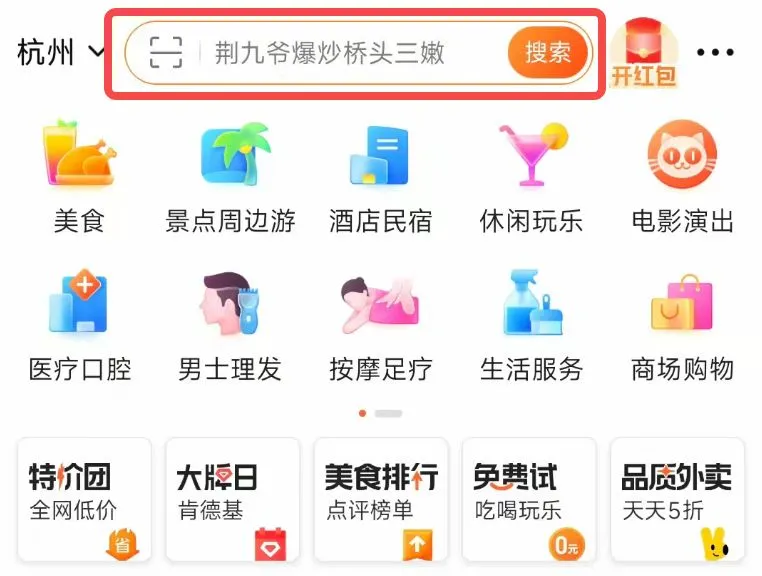 杭州
荆九爷爆炒桥头三嫩
搜索
开红包
美食
景点周边游
酒店民宿
休闲玩乐
电影演出
医疗口腔
男士理发
按摩足疗
生活服务
商场购物
特价团
全网低价
省
大牌日
肯德基
美食排行
点评榜单
免费试
吃喝玩乐
0元
品质外卖
天天5折